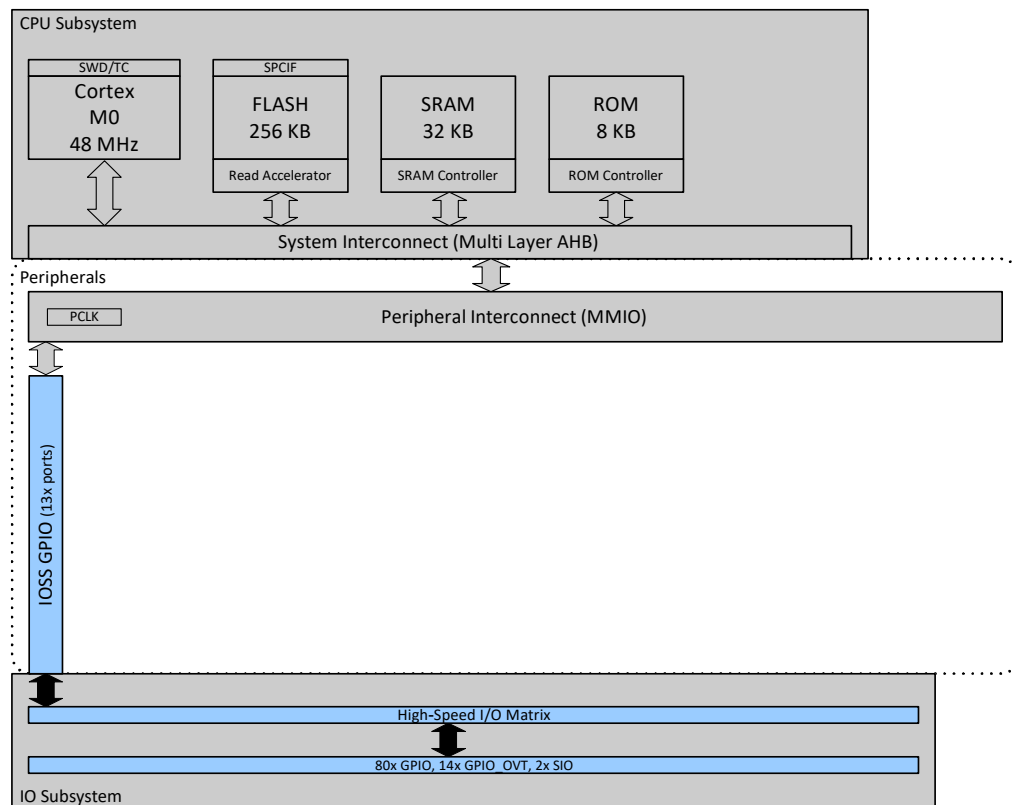 CPU Subsystem
SWD/TC
Cortex
M0
48 MHz
SPCIF
FLASH
256 KB
Read Accelerator
SRAM
32 KB
SRAM Controller
ROM
8 KB
ROM Controller
System Interconnect (Multi Layer AHB)
Peripherals
PCLK
Peripheral Interconnect (MMIO)
IOSS GPIO (13x ports)
High-Speed I/O Matrix
80x GPIO, 14x GPIO_OVT, 2x SIO
IO Subsystem